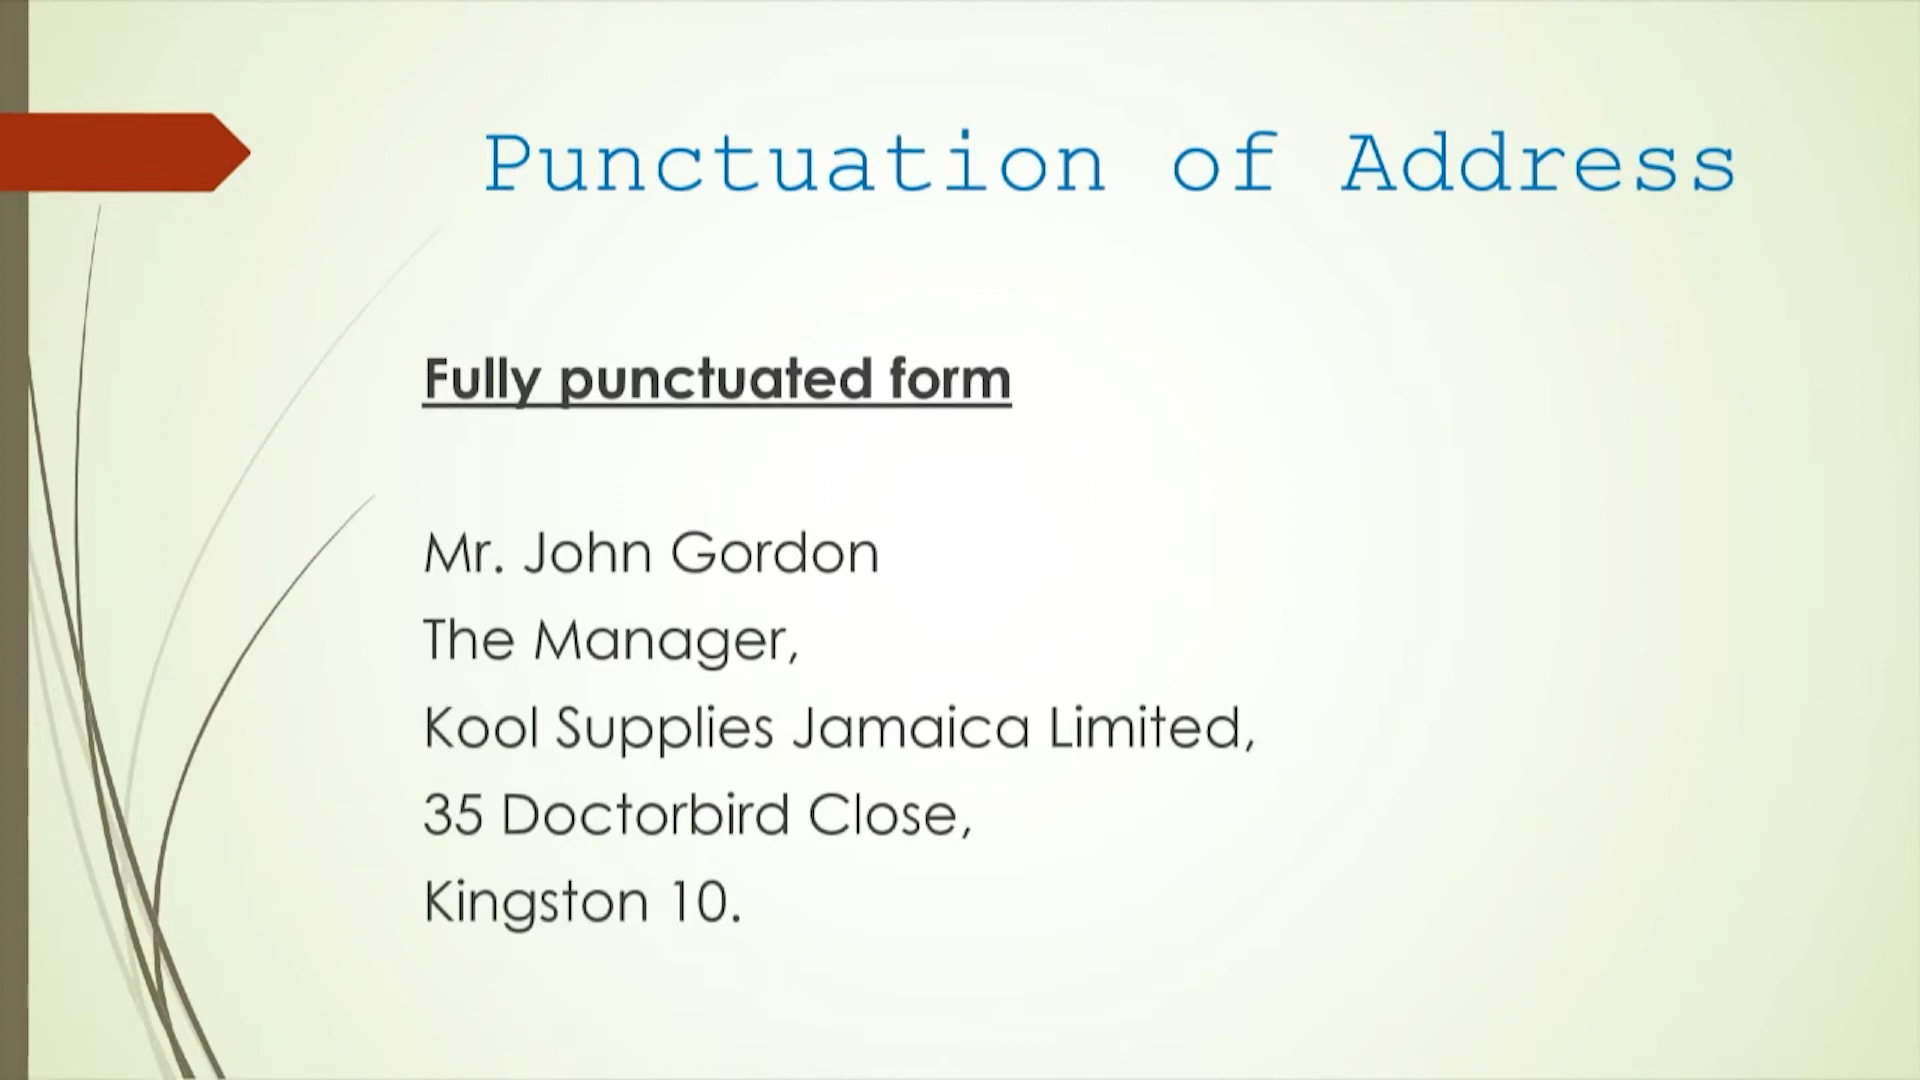 Punctuation of Address
Fully punctuated form
Mr. John Gordon
The Manager,
Kool Supplies Jamaica Limited,
35 Doctorbird Close,
Kingston 10.